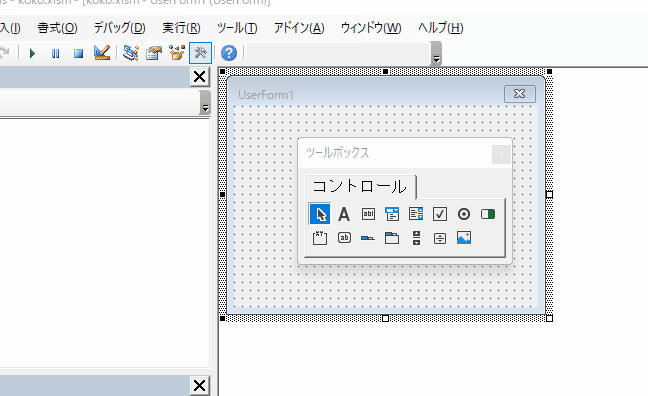 koko.xlsm - [koko.xlsm - UserForm1 (UserForm)]
入(I) 書式(O) デバッグ(D) 実行(R) ツール(T) アドイン(A) ウィンドウ(W) ヘルプ(H)
UserForm1
ツールボックス
コントロール
A
abl
XY
ab